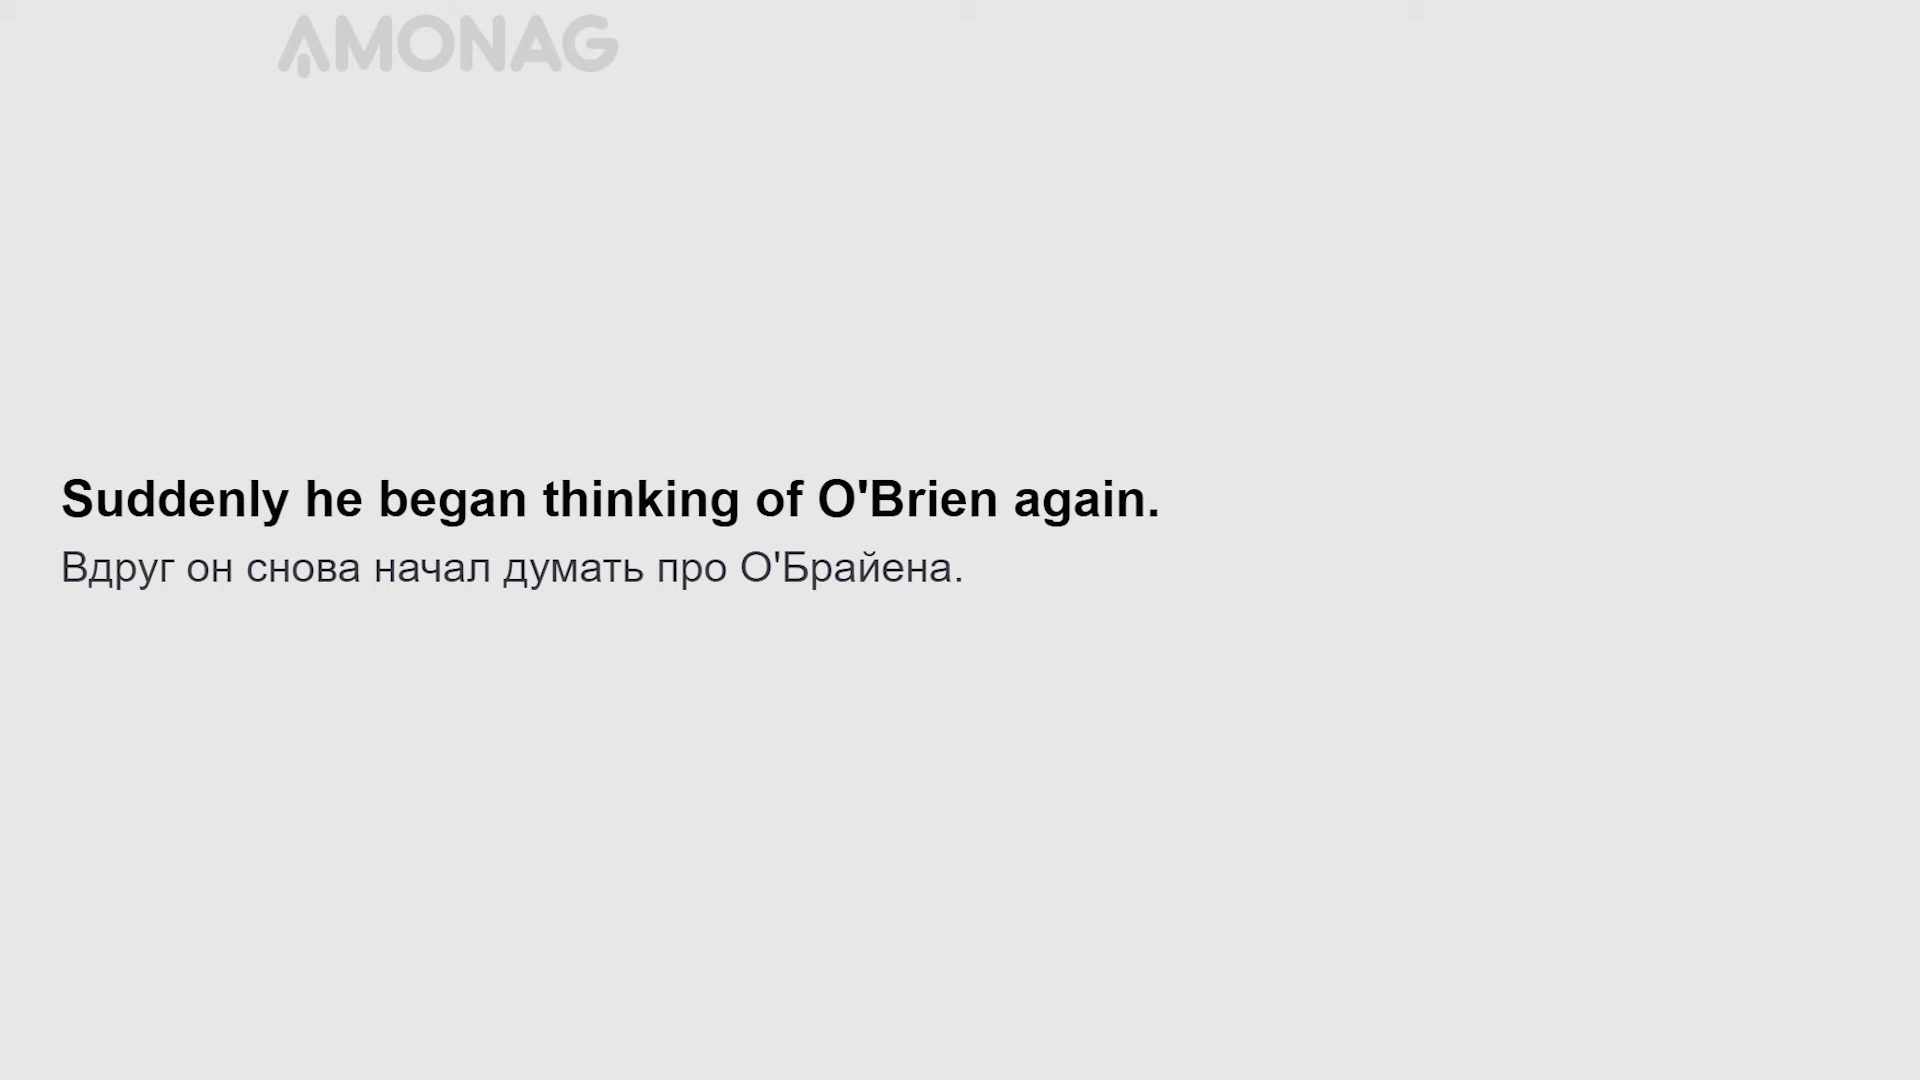 AMONAG
Suddenly he began thinking of O'Brien again.
Вдруг он снова начал думать про О'Брайена.